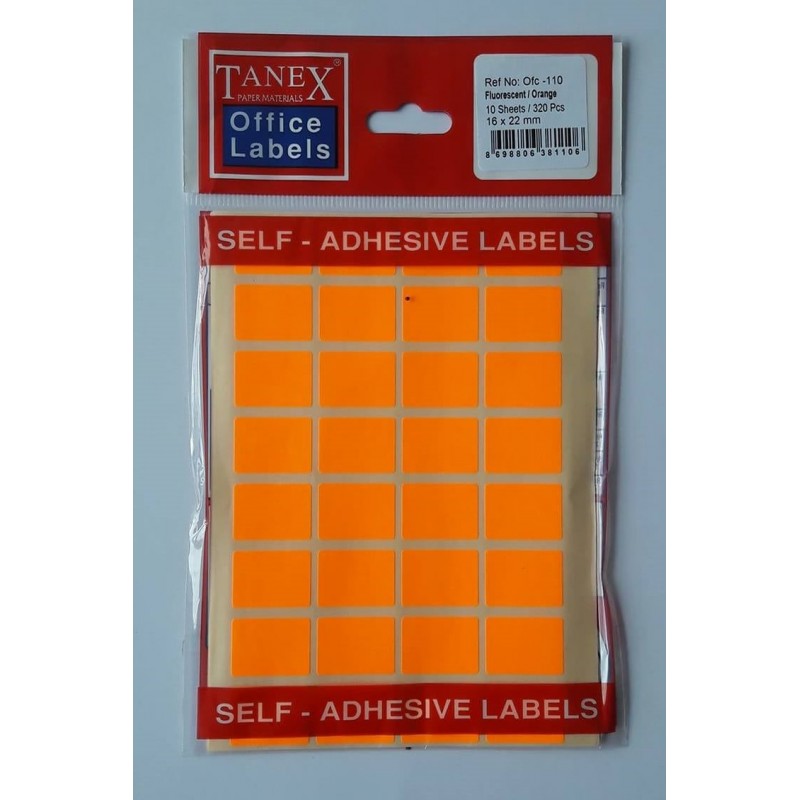 TANEX®
PAPER MATERIALS
Office
Labels
Ref No: Ofc -110
Fluorescent / Orange
10 Sheets / 320 Pcs
16 x 22 mm
8 698806 381106
SELF - ADHESIVE LABELS
SELF - ADHESIVE LABELS